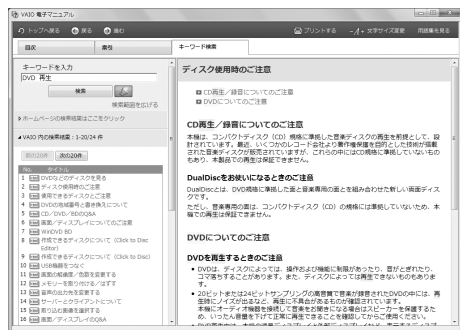 VAIO 電子マニュアル
トップへ戻る 戻る 進む プリントする 文字サイズ変更 用語集を見る
目次 索引 キーワード検索
キーワードを入力
DVD 再生
検索
検索範囲を広げる
ホームページの検索結果はここをクリック
VAIO 内の検索結果：1-20/24 件
前の20件 次の20件
No. タイトル
1 DVDなどのディスクを見る
2 ディスク使用時のご注意
3 使用できるディスクとご注意
4 DVDの地域番号と書き換えについて
5 CD/DVD/BDのQ&A
6 画面／ディスプレイについてのご注意
7 WinDVD BD
8 作成できるディスクについて（Click to Disc
Editor）
9 作成できるディスクについて（Click to Disc）
10 USB機器をつなぐ
11 画面の解像度／色数を変更する
12 メモリーを取り付ける／はずす
13 音声の出力先を変更する
14 サーバーとクライアントについて
15 割り込む画線を選択する
16 画面／ディスプレイのQ&A
ディスク使用時のご注意
CD再生／録音についてのご注意
DVDについてのご注意
CD再生／録音についてのご注意
本機は、コンパクトディスク（CD）規格に準拠した音楽ディスクの再生を前提として、設
計されています。最近、いくつかのレコード会社より著作権保護を目的とした技術が搭載
された音楽ディスクが販売されていますが、これらの中にはCD規格に準拠していないもの
もあり、本製品での再生は保証できません。
DualDiscをお使いになるときのご注意
DualDiscとは、DVD規格に準拠した面と音楽専用の面とを組み合わせた新しい両面ディス
クです。
ただし、音楽専用の面は、コンパクトディスク（CD）の規格には準拠していないため、本
機での再生は保証できません。
DVDについてのご注意
DVDを再生するときのご注意
DVDは、ディスクによっては、操作および機能に制限があったり、音がとぎれたり、
コマ落ちすることがあります。また、ディスクによっては再生できないものもありま
す。
20ビットまたは24ビットサンプリングの高音質で音楽が録音されたDVDの中には、再
生時にノイズが出るなど、再生に不具合があるものが確認されています。
本機にオーディオ機器を接続して音楽をお聞きになる場合はスピーカーを保護するた
め、いったん音量を下げて正常に再生できることを確認してからご使用ください。